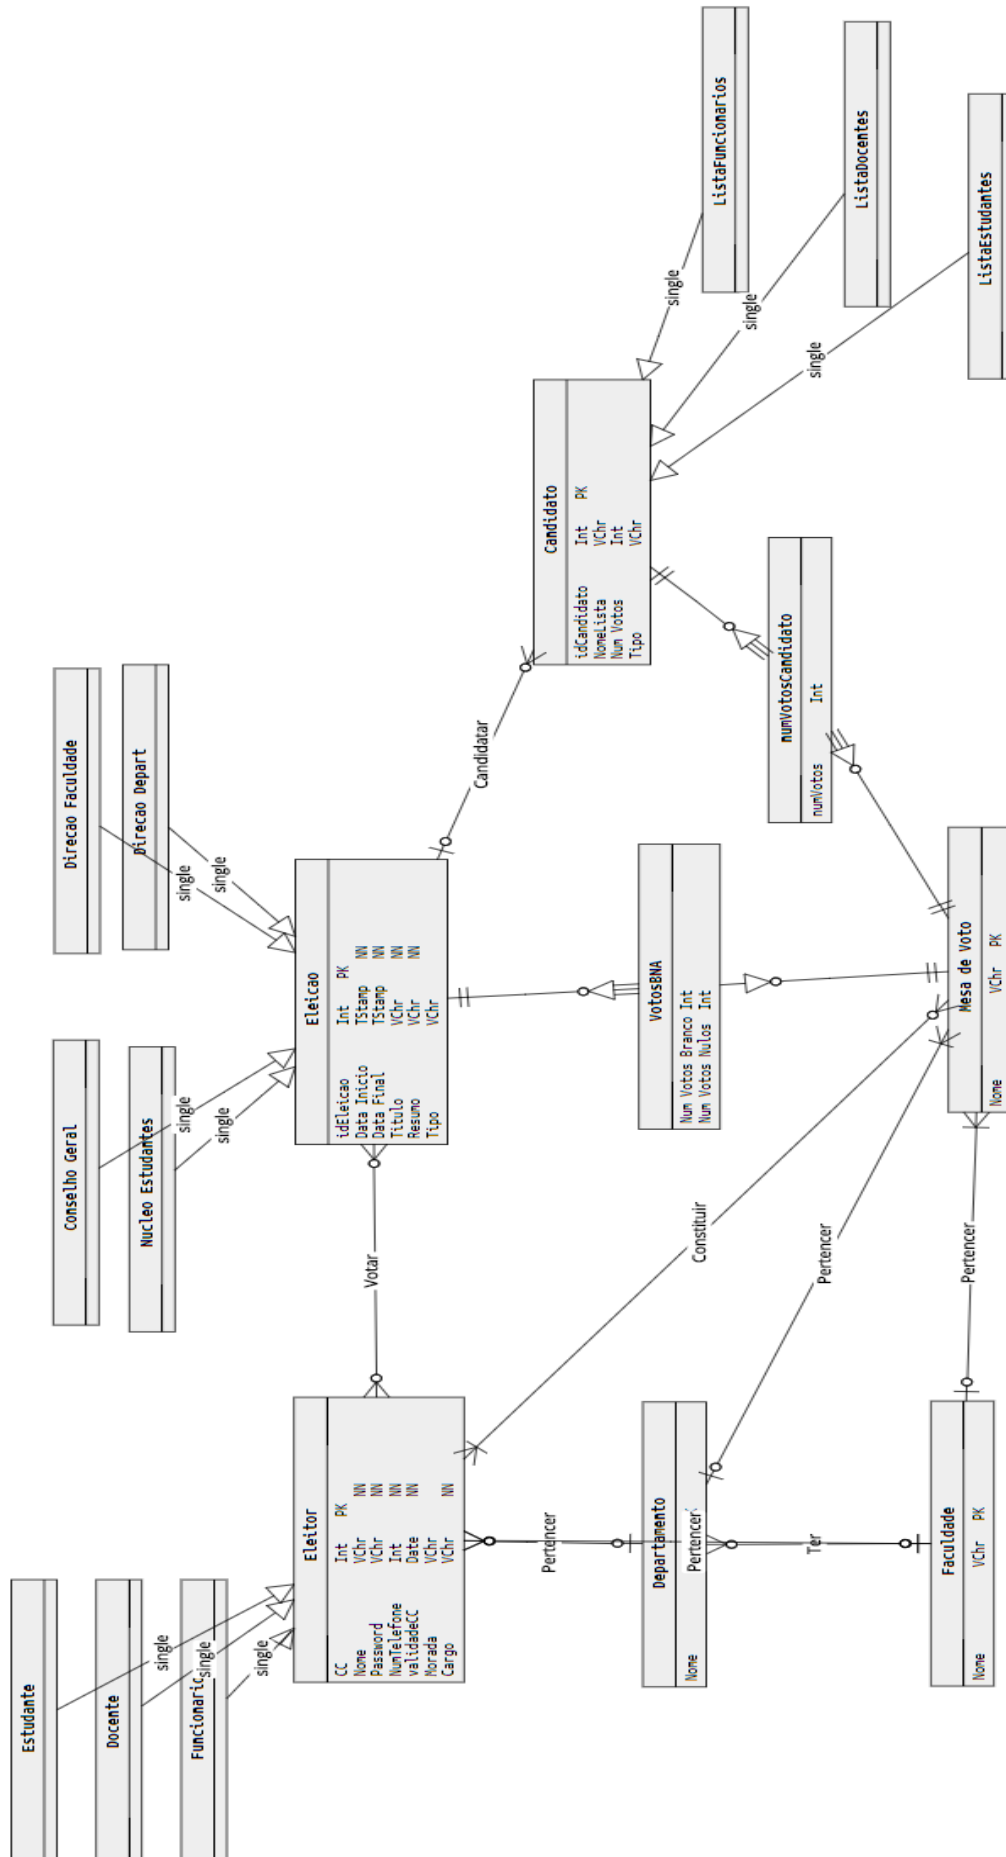 Estudante
Docente
Funcionario
single
single
single
Conselho Geral
Nucleo Estudantes
single
single
Direcao Faculdade
Direcao Depart
single
single
Eleitor
CC Int PK
Nome VChr NN
Password VChr NN
NumTelefone Int NN
validadeCC Date NN
Morada VChr
Cargo VChr NN
Votar
Eleicao
idEleicao Int PK
Data Inicio TStamp NN
Data Final TStamp NN
Titulo VChr NN
Resumo VChr NN
Tipo VChr
Candidatar
Candidato
idCandidato Int PK
NomeLista VChr
Num Votos Int
Tipo VChr
single
single
single
ListaFuncionarios
ListaDocentes
ListaEstudantes
Pertencer
Departamento
Nome
Pertencer
Constituir
VotosBNA
Num Votos Branco Int
Num Votos Nulos Int
numVotosCandidato
numVotos Int
Ter
Pertencer
Faculdade
Nome VChr PK
Pertencer
Mesa de Voto
Nome VChr PK